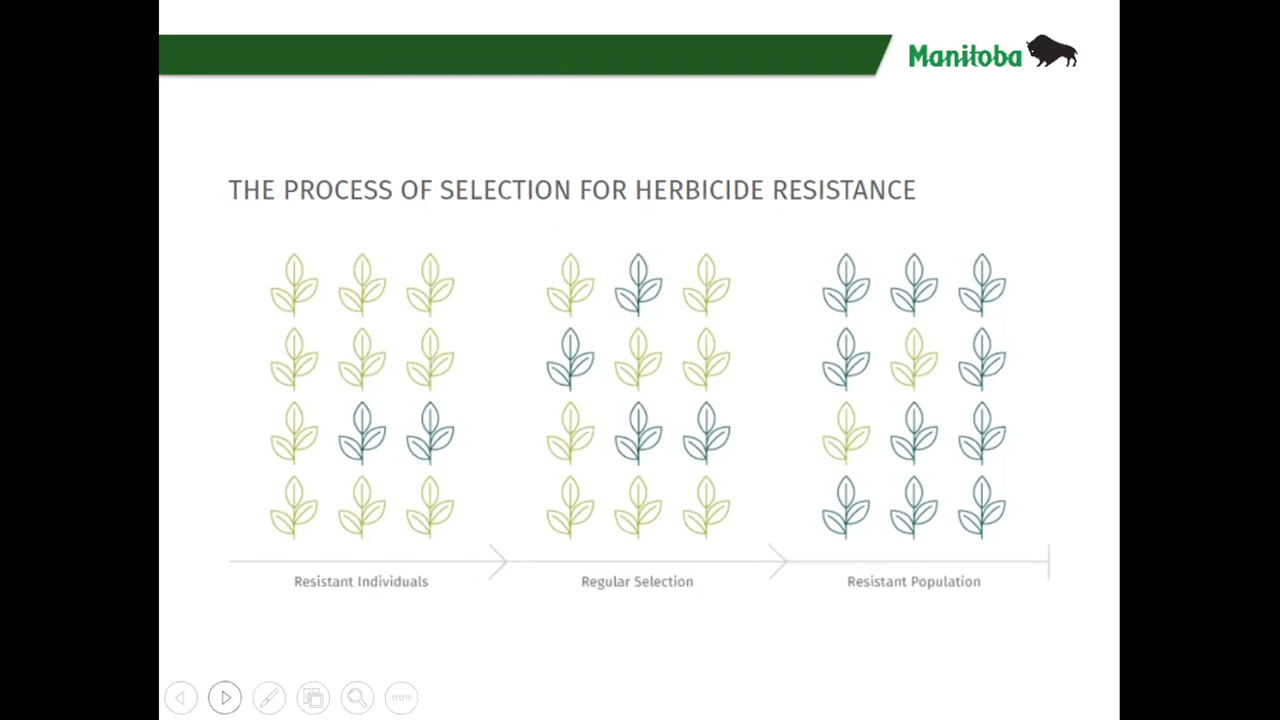 Manitoba
THE PROCESS OF SELECTION FOR HERBICIDE RESISTANCE
Resistant Individuals
Regular Selection
Resistant Population